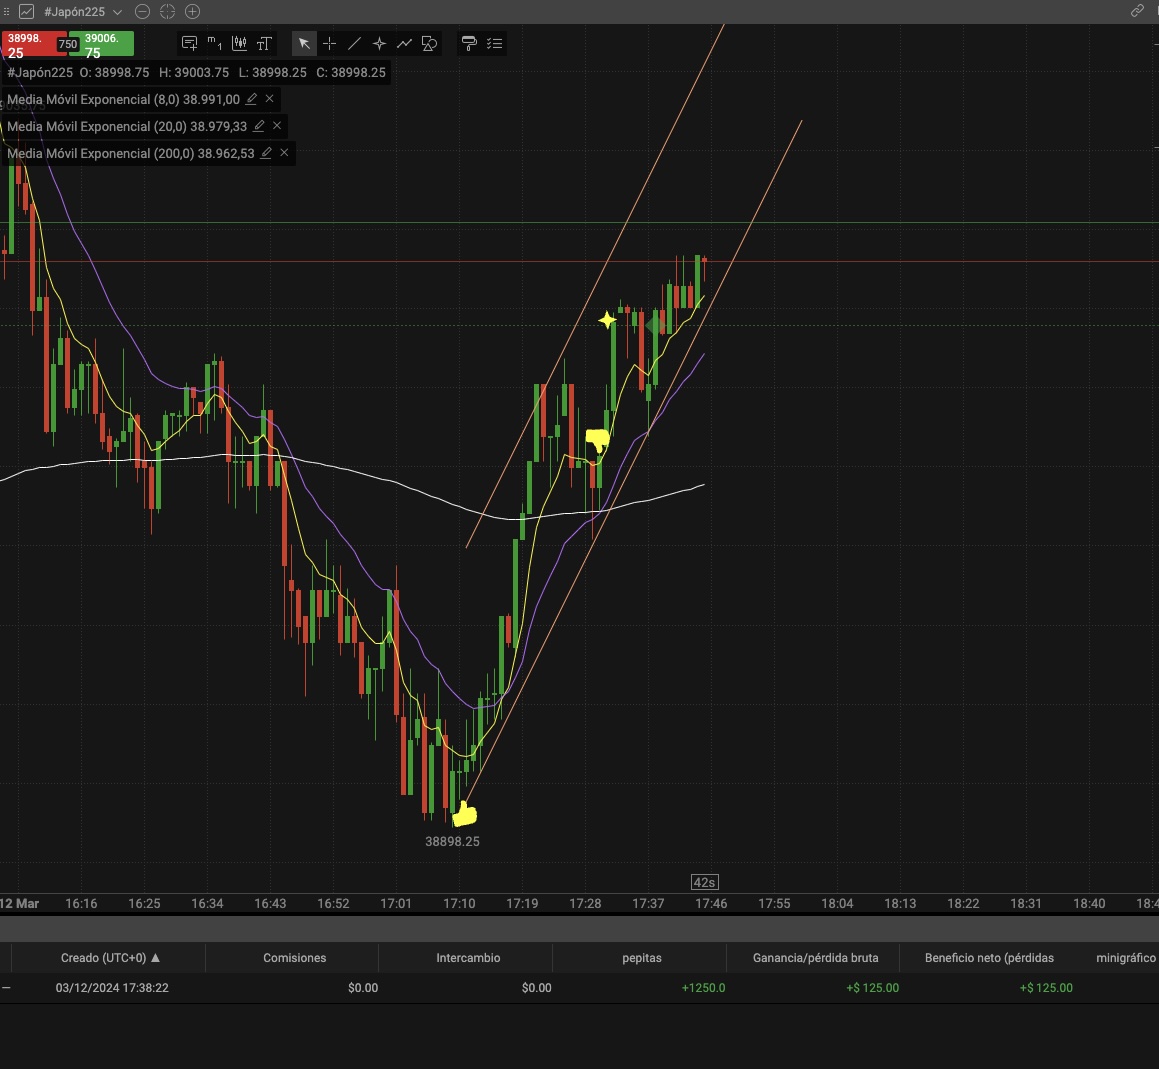 #Japón225
38998.25
750
39006.75
#Japón225 O: 38998.75 H: 39003.75 L: 38998.25 C: 38998.25
Media Móvil Exponencial (8,0) 38.991,00
Media Móvil Exponencial (20,0) 38.979,33
Media Móvil Exponencial (200,0) 38.962,53
38898.25
42s
12 Mar 16:16 16:25 16:34 16:43 16:52 17:01 17:10 17:19 17:28 17:37 17:46 17:55 18:04 18:13 18:22 18:31 18:40
Creado (UTC+0) ▲ Comisiones Intercambio pepitas Ganancia/pérdida bruta Beneficio neto (pérdidas minigráfico
03/12/2024 17:38:22 $0.00 $0.00 +1250.0 +$ 125.00 +$ 125.00